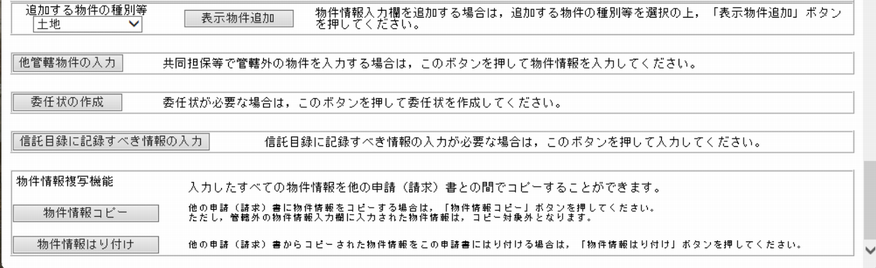 追加する物件の種別等
土地
表示物件追加
物件情報入力欄を追加する場合は，追加する物件の種別等を選択の上，「表示物件追加」ボタン
を押してください。
他管轄物件の入力
共同担保等で管轄外の物件を入力する場合は，このボタンを押して物件情報を入力してください。
委任状の作成
委任状が必要な場合は，このボタンを押して委任状を作成してください。
信託目録に記録すべき情報の入力
信託目録に記録すべき情報の入力が必要な場合は，このボタンを押して入力してください。
物件情報複写機能
入力したすべての物件情報を他の申請（請求）書との間でコピーすることができます。
物件情報コピー
他の申請（請求）書に物件情報をコピーする場合は，「物件情報コピー」ボタンを押してください。
ただし，管轄外の物件情報入力欄に入力された物件情報は，コピー対象外となります。
物件情報はり付け
他の申請（請求）書からコピーされた物件情報をこの申請書にはり付ける場合は，「物件情報はり付け」ボタンを押してください。